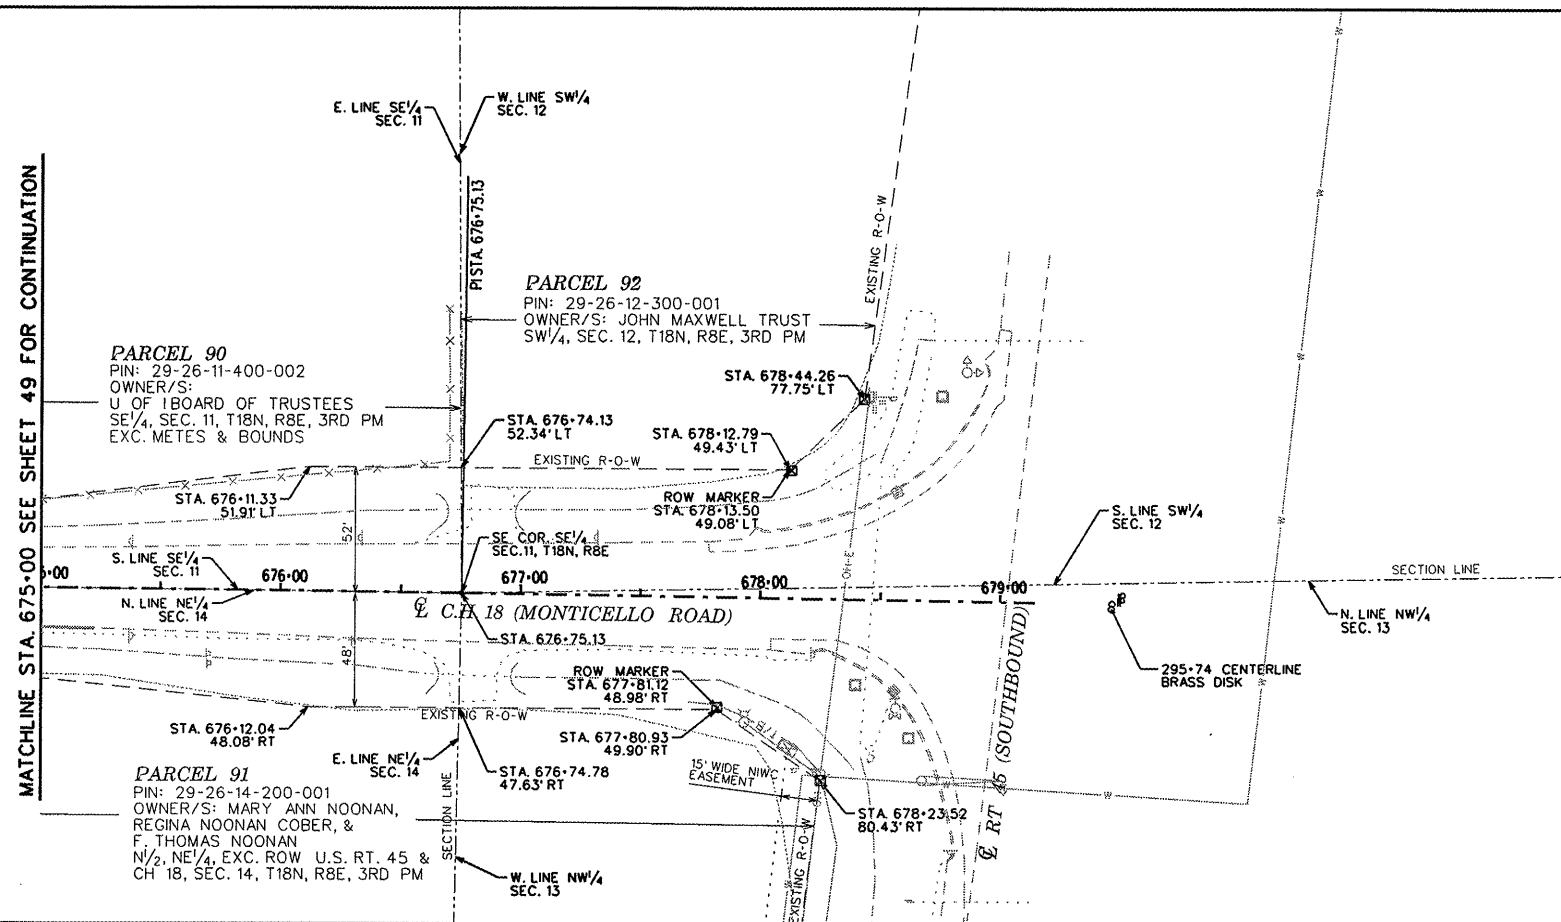 MATCHLINE STA. 675+00 SEE SHEET 49 FOR CONTINUATION
E. LINE SE¼
SEC. 11
W. LINE SW¼
SEC. 12
PI STA. 676+75.13
PARCEL 92
PIN: 29-26-12-300-001
OWNER/S: JOHN MAXWELL TRUST
SW¼, SEC. 12, T18N, R8E, 3RD PM
EXISTING R-O-W
PARCEL 90
PIN: 29-26-11-400-002
OWNER/S:
U OF I BOARD OF TRUSTEES
SE¼, SEC. 11, T18N, R8E, 3RD PM
EXC. METES & BOUNDS
STA. 678+44.26
77.75' LT
STA. 676+74.13
52.34' LT
STA. 678+12.79
49.43' LT
EXISTING R-O-W
STA. 676+11.33
51.91' LT
ROW MARKER
STA. 678+13.50
49.08' LT
52'
SE COR. SE¼
SEC. 11, T18N, R8E
S. LINE SW¼
SEC. 12
S. LINE SE¼
SEC. 11
OH-E
SECTION LINE
5+00
676+00
677+00
678+00
679+00
N. LINE NE¼
SEC. 14
℄ C.H. 18 (MONTICELLO ROAD)
N. LINE NW¼
SEC. 13
STA. 676+75.13
48'
ROW MARKER
STA. 677+81.12
48.98' RT
295+74 CENTERLINE
BRASS DISK
EXISTING R-O-W
STA. 676+12.04
48.08' RT
T/B
STA. 677+80.93
49.90' RT
E. LINE NE¼
SEC. 14
STA. 676+74.78
47.63' RT
15' WIDE NIWC
EASEMENT
℄ RT 45 (SOUTHBOUND)
PARCEL 91
PIN: 29-26-14-200-001
OWNER/S: MARY ANN NOONAN,
REGINA NOONAN COBER, &
F. THOMAS NOONAN
N½, NE¼, EXC. ROW U.S. RT. 45 &
CH 18, SEC. 14, T18N, R8E, 3RD PM
SECTION LINE
STA. 678+23.52
80.43' RT
EXISTING R-O-W
W. LINE NW¼
SEC. 13